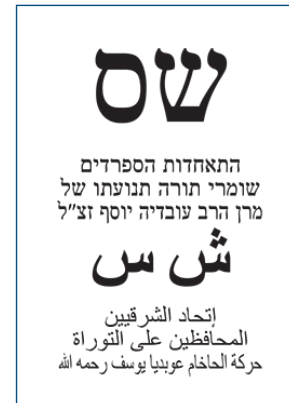 שס
התאחדות הספרדים
שומרי תורה תנועתו של
מרן הרב עובדיה יוסף זצ"ל
ش س
إتحاد الشرقيين
المحافظين على التوراة
حركة الحاخام عوبديا يوسف رحمه الله